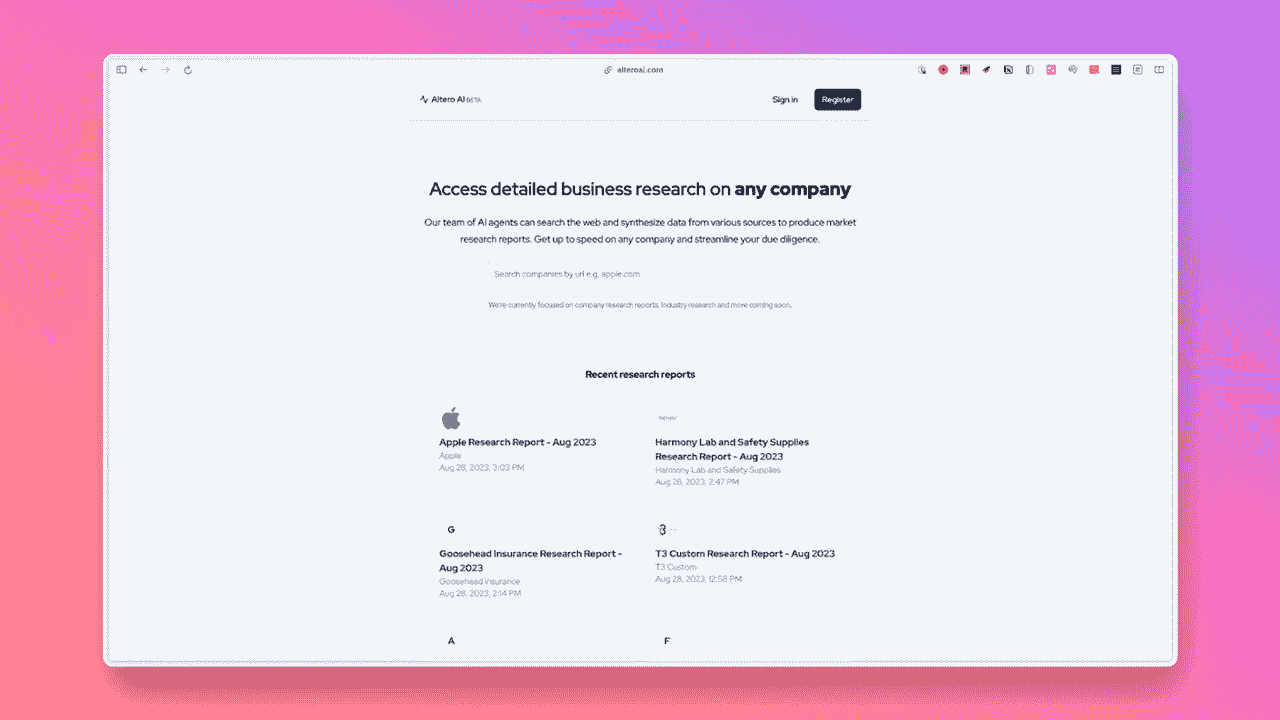 alteroai.com
Altero AI BETA
Sign in
Register
Access detailed business research on any company
Our team of AI agents can search the web and synthesize data from various sources to produce market
research reports. Get up to speed on any company and streamline your due diligence.
Search companies by url e.g. apple.com
We're currently focused on company research reports. Industry research and more coming soon.
Recent research reports
Apple Research Report - Aug 2023
Apple
Aug 28, 2023, 3:03 PM
Harmony Lab and Safety Supplies
Research Report - Aug 2023
Harmony Lab and Safety Supplies
Aug 28, 2023, 2:47 PM
G
Goosehead Insurance Research Report -
Aug 2023
Goosehead Insurance
Aug 28, 2023, 2:14 PM
T3 Custom Research Report - Aug 2023
T3 Custom
Aug 28, 2023, 12:58 PM
A
F